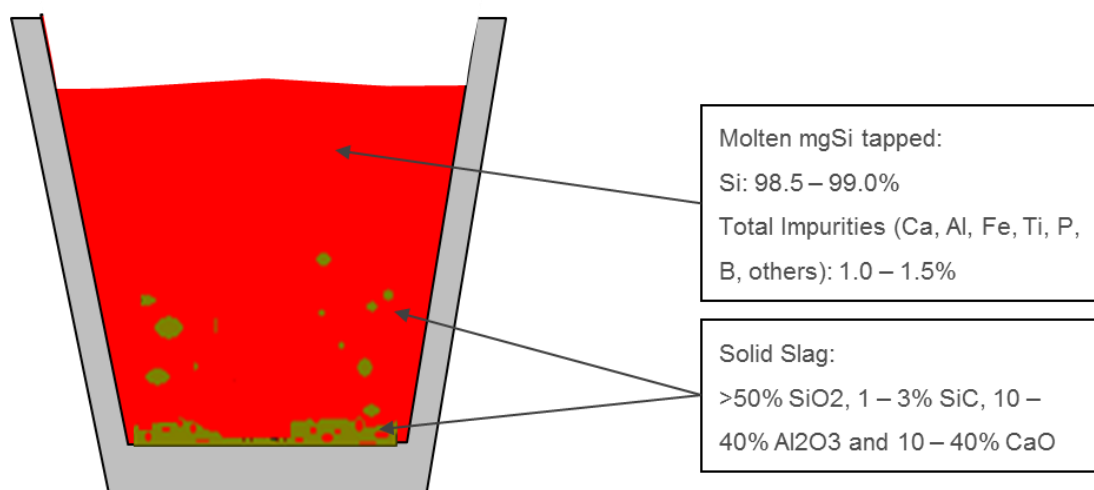 Molten mgSi tapped:
Si: 98.5 – 99.0%
Total Impurities (Ca, Al, Fe, Ti, P,
B, others): 1.0 – 1.5%
Solid Slag:
>50% SiO2, 1 – 3% SiC, 10 –
40% Al2O3 and 10 – 40% CaO